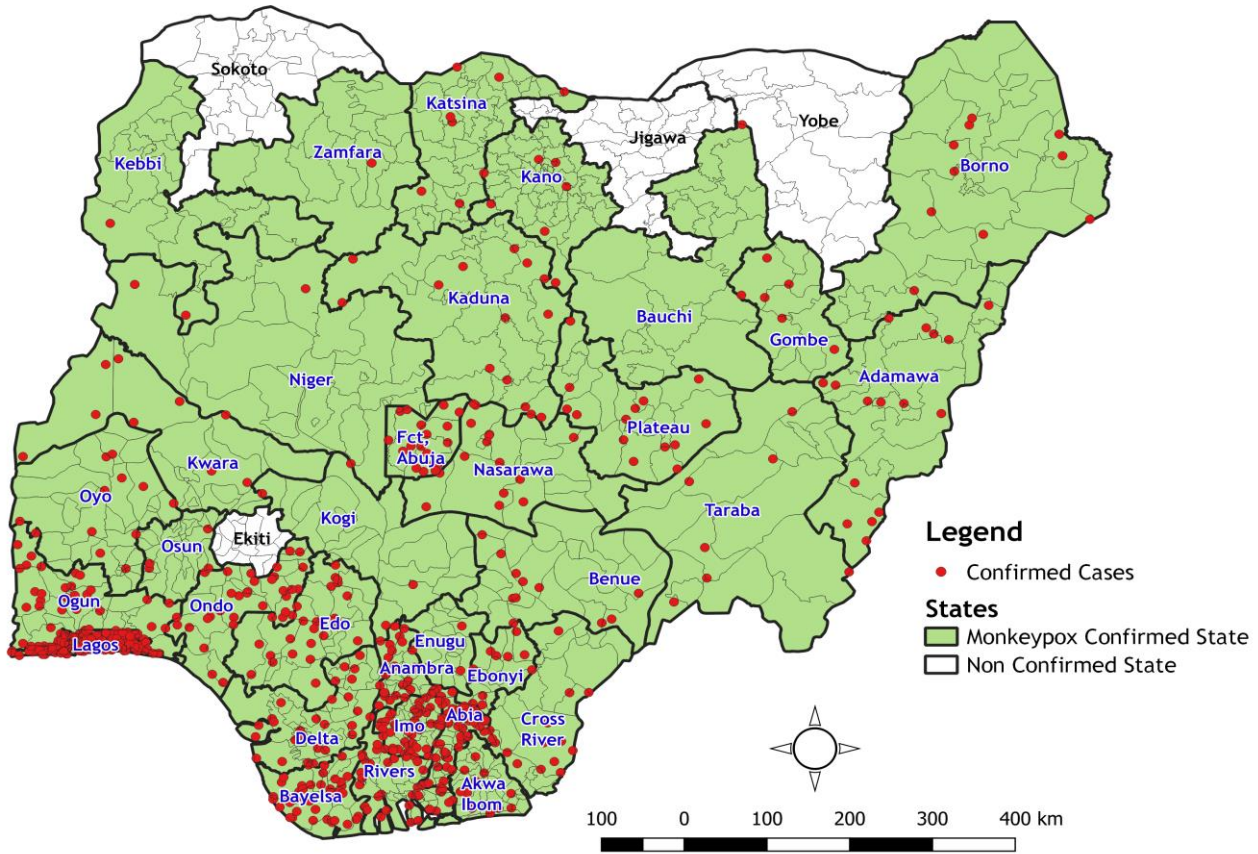 Sokoto
Katsina
Jigawa
Yobe
Kebbi
Zamfara
Kano
Borno
Kaduna
Bauchi
Gombe
Niger
Adamawa
Plateau
Fct,
Abuja
Nasarawa
Kwara
Oyo
Taraba
Kogi
Osun
Ekiti
Benue
Ogun
Ondo
Edo
Lagos
Enugu
Anambra
Ebonyi
Abia
Imo
Cross
River
Delta
Rivers
Bayelsa
Akwa
Ibom
Legend
Confirmed Cases
States
Monkeypox Confirmed State
Non Confirmed State
100 0 100 200 300 400 km